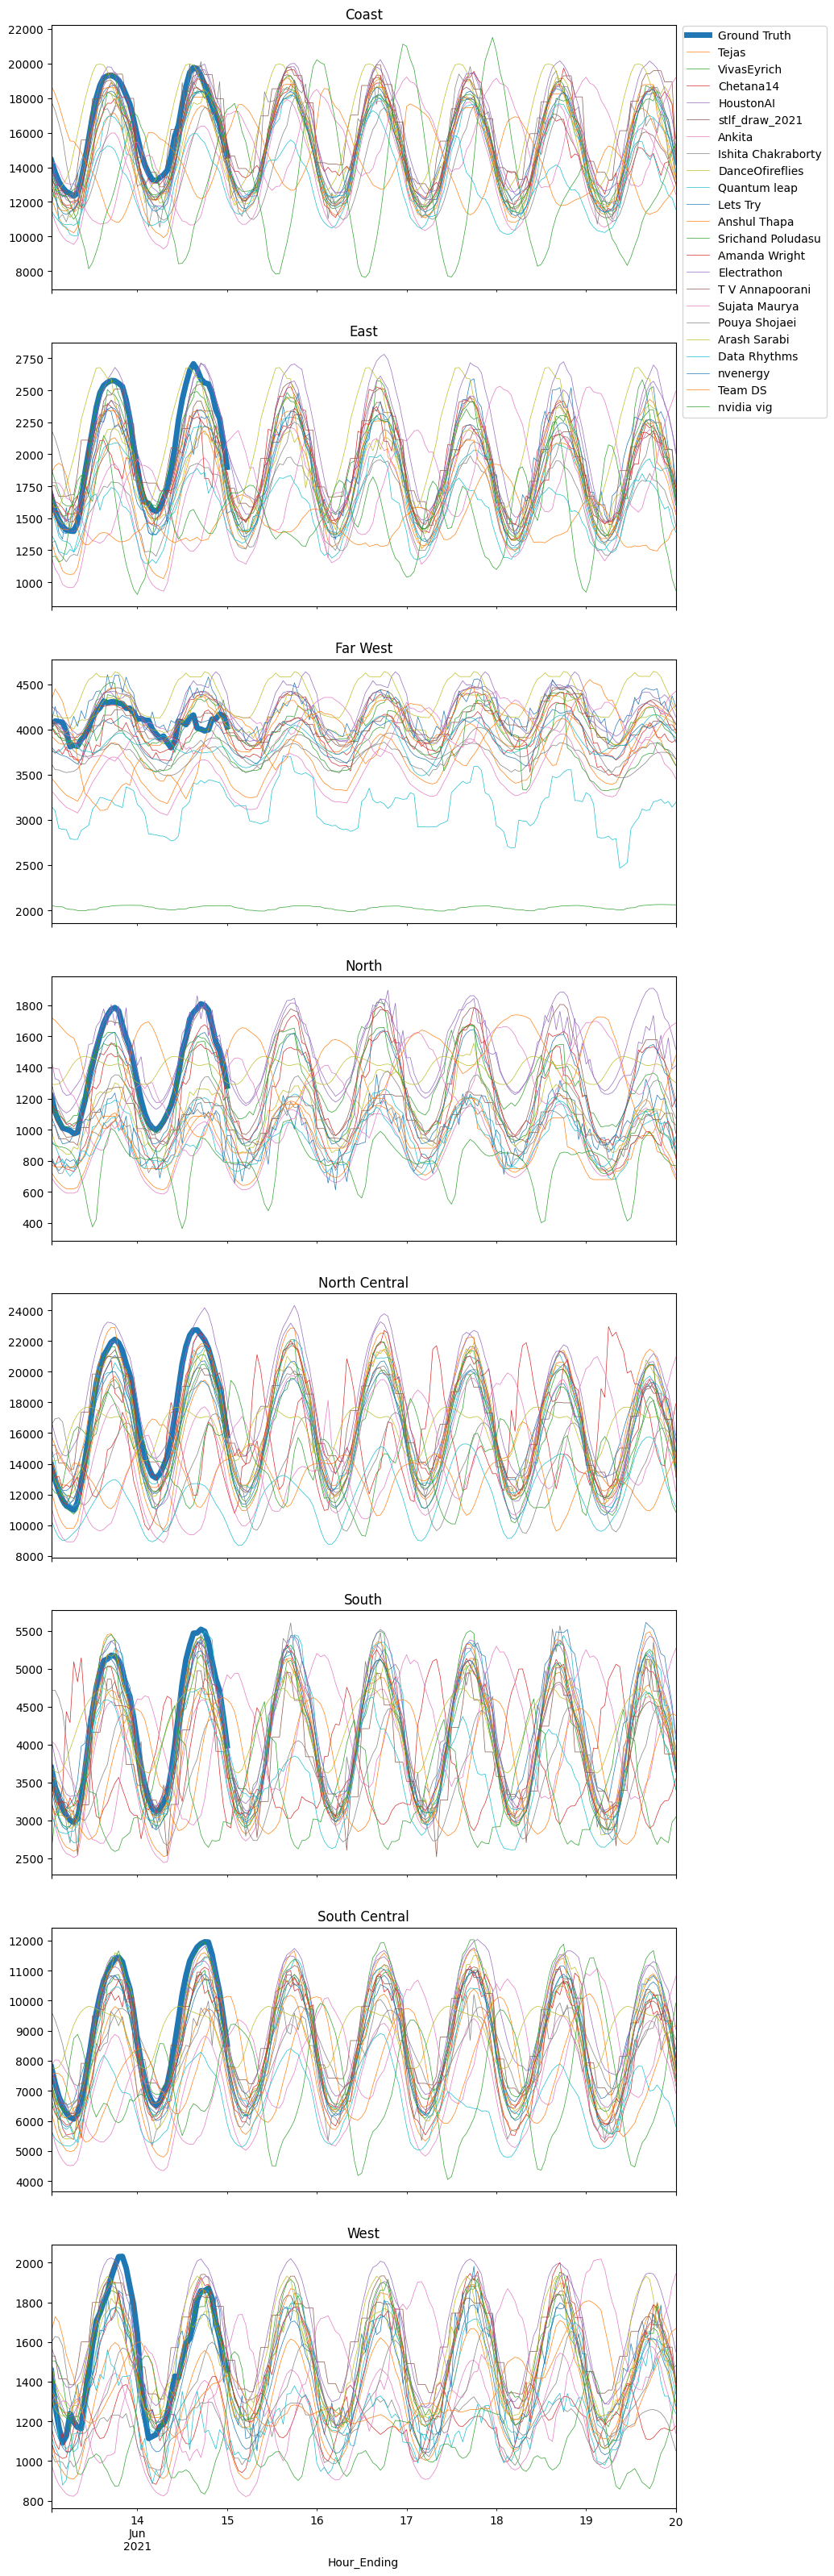 Coast
22000
20000
18000
16000
14000
12000
10000
8000
Ground Truth
Tejas
VivasEyrich
Chetana14
HoustonAI
stlf_draw_2021
Ankita
Ishita Chakraborty
DanceOfireflies
Quantum leap
Lets Try
Anshul Thapa
Srichand Poludasu
Amanda Wright
Electrathon
T V Annapoorani
Sujata Maurya
Pouya Shojaei
Arash Sarabi
Data Rhythms
nvenergy
Team DS
nvidia vig
East
2750
2500
2250
2000
1750
1500
1250
1000
Far West
4500
4000
3500
3000
2500
2000
North
1800
1600
1400
1200
1000
800
600
400
North Central
24000
22000
20000
18000
16000
14000
12000
10000
8000
South
5500
5000
4500
4000
3500
3000
2500
South Central
12000
11000
10000
9000
8000
7000
6000
5000
4000
West
2000
1800
1600
1400
1200
1000
800
14 15 16 17 18 19 20
Jun
2021
Hour_Ending